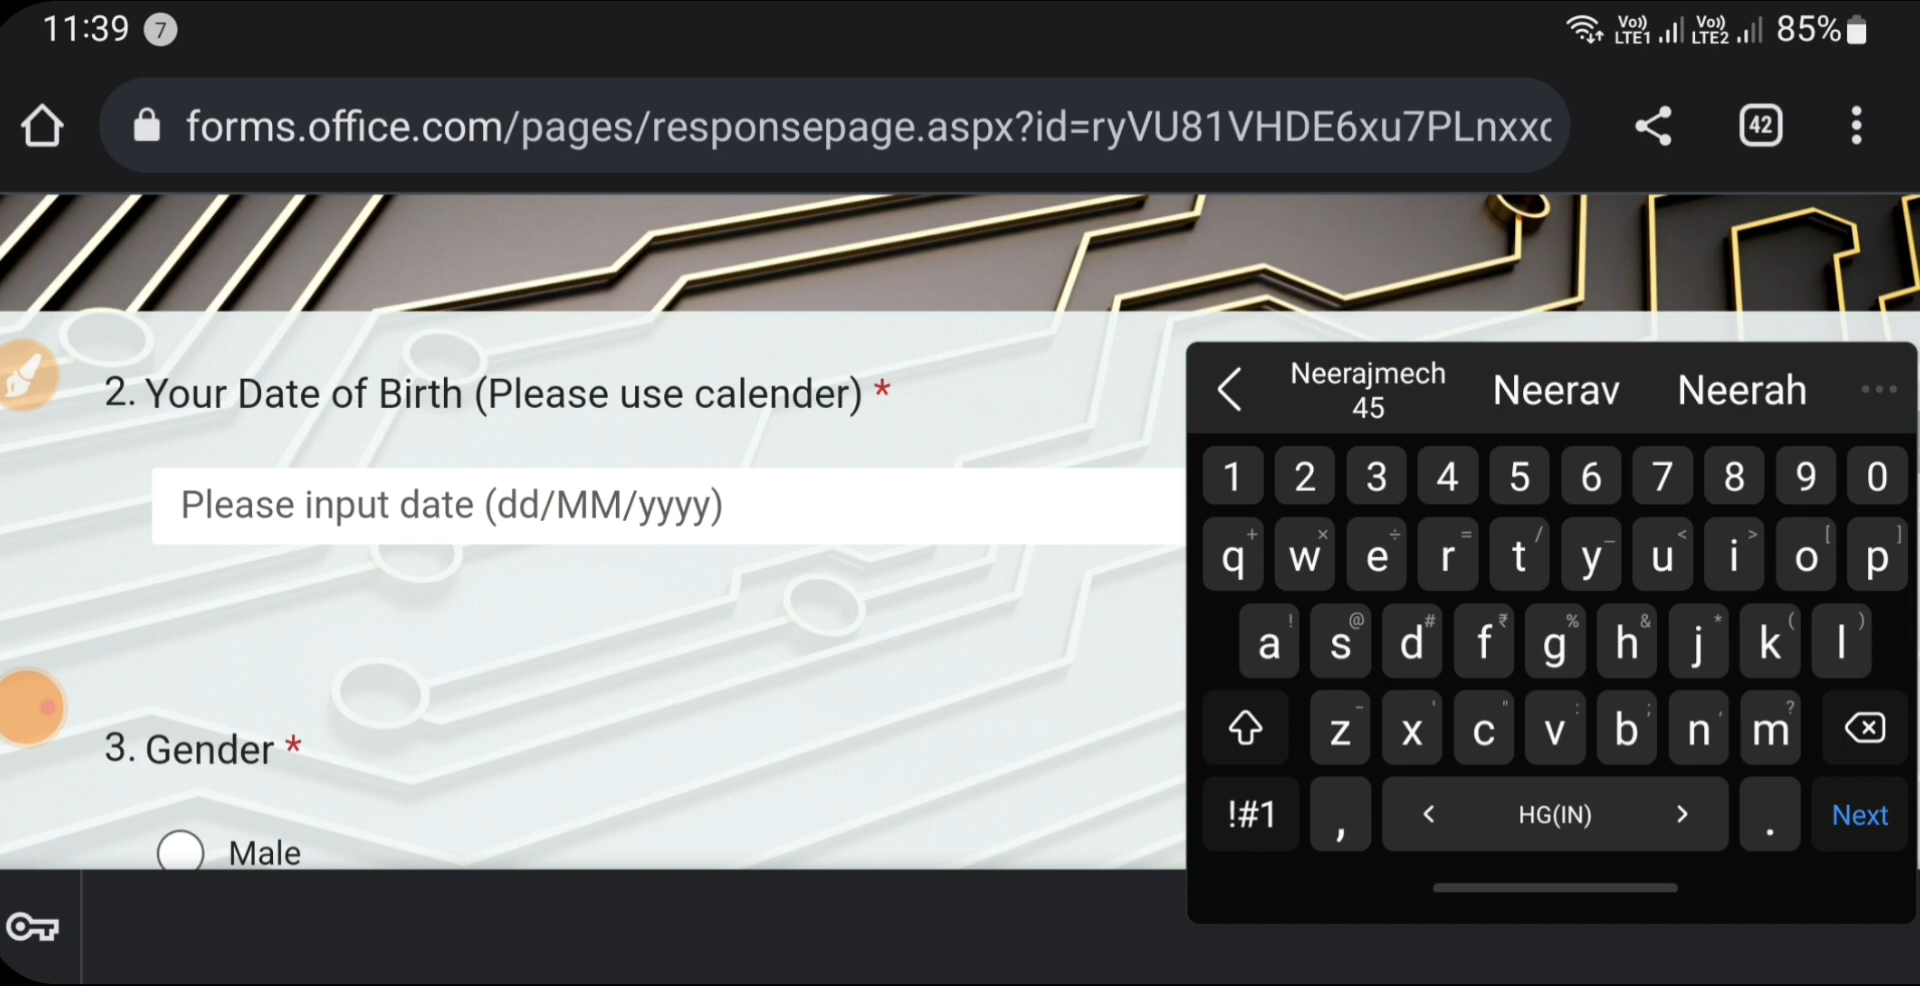 11:39 7
Vo)) LTE1 Vo)) LTE2 85%
forms.office.com/pages/responsepage.aspx?id=ryVU81VHDE6xu7PLnxxc
42
2. Your Date of Birth (Please use calender) *
Please input date (dd/MM/yyyy)
3. Gender *
Male
Neerajmech
45
Neerav Neerah ...
1 2 3 4 5 6 7 8 9 0
q + w × e ÷ r = t / y _ u < i > o [ p ]
a ! s @ d # f ₹ g % h & j * k ( l )
z - x ' c " v : b ; n , m ?
!#1 , < HG(IN) > . Next